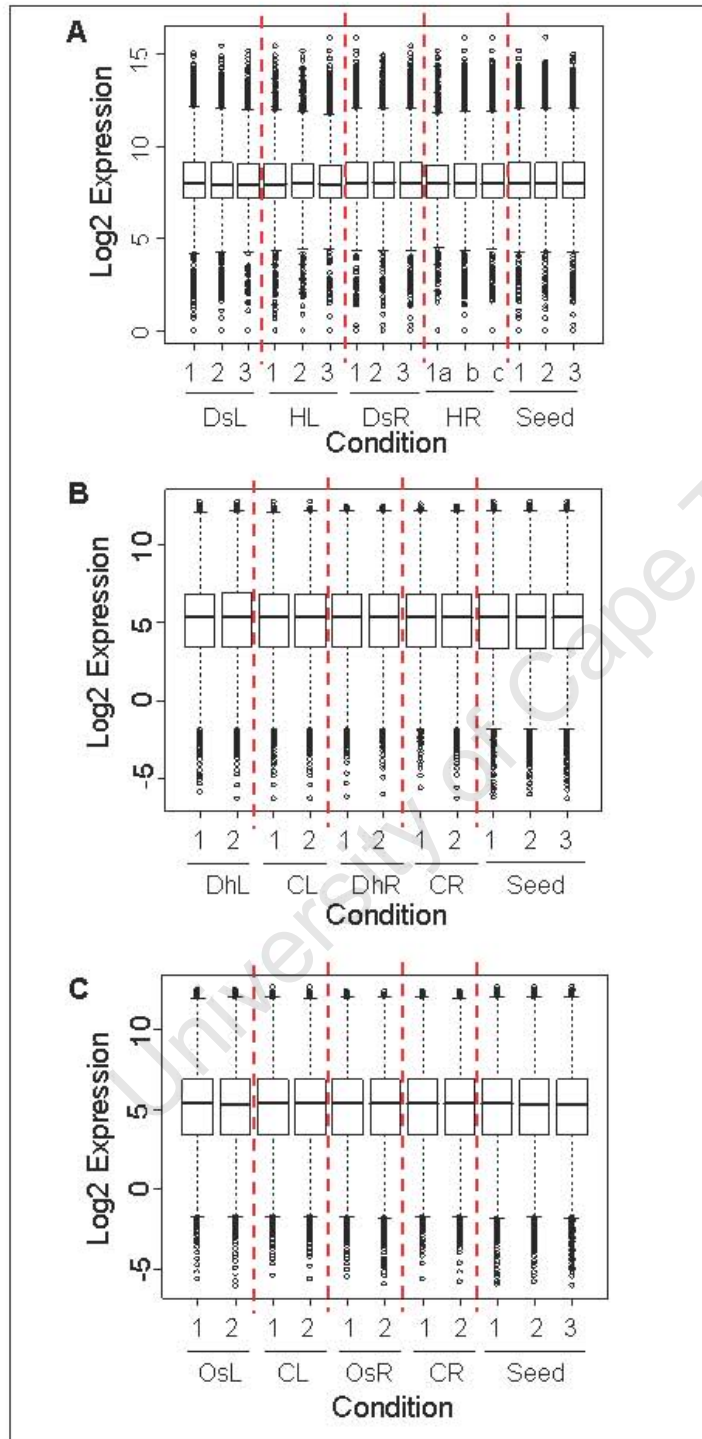 A
Log2 Expression
15
10
5
0
1 2 3 1 2 3 1 2 3 1a b c 1 2 3
DsL HL DsR HR Seed
Condition
B
Log2 Expression
10
5
0
-5
1 2 1 2 1 2 1 2 1 2 3
DhL CL DhR CR Seed
Condition
C
Log2 Expression
10
5
0
-5
1 2 1 2 1 2 1 2 1 2 3
OsL CL OsR CR Seed
Condition
University of Cape